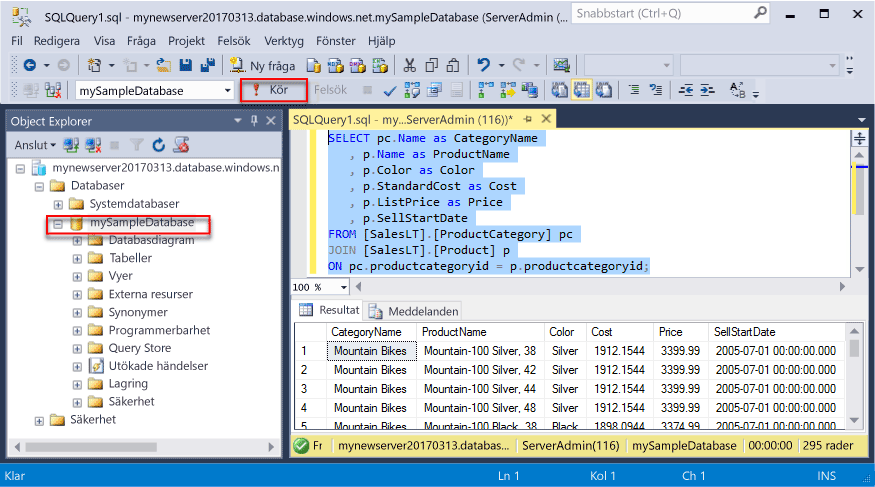 SQLQuery1.sql - mynewserver20170313.database.windows.net.mySampleDatabase (ServerAdmin (...
Snabbstart (Ctrl+Q)
Fil Redigera Visa Fråga Projekt Felsök Verktyg Fönster Hjälp
Ny fråga
mySampleDatabase Kör Felsök
Object Explorer
Anslut
mynewserver20170313.database.windows.n
Databaser
Systemdatabaser
mySampleDatabase
Databasdiagram
Tabeller
Vyer
Externa resurser
Synonymer
Programmerbarhet
Query Store
Utökade händelser
Lagring
Säkerhet
Säkerhet
SQLQuery1.sql - my...ServerAdmin (116))*
SELECT pc.Name as CategoryName
, p.Name as ProductName
, p.Color as Color
, p.StandardCost as Cost
, p.ListPrice as Price
, p.SellStartDate
FROM [SalesLT].[ProductCategory] pc
JOIN [SalesLT].[Product] p
ON pc.productcategoryid = p.productcategoryid;
100 %
Resultat Meddelanden
CategoryName ProductName Color Cost Price SellStartDate
1 Mountain Bikes Mountain-100 Silver, 38 Silver 1912.1544 3399.99 2005-07-01 00:00:00.000
2 Mountain Bikes Mountain-100 Silver, 42 Silver 1912.1544 3399.99 2005-07-01 00:00:00.000
3 Mountain Bikes Mountain-100 Silver, 44 Silver 1912.1544 3399.99 2005-07-01 00:00:00.000
4 Mountain Bikes Mountain-100 Silver, 48 Silver 1912.1544 3399.99 2005-07-01 00:00:00.000
5 Mountain Bikes Mountain-100 Black, 38 Black 1898.0944 3374.99 2005-07-01 00:00:00.000
Fr mynewserver20170313.databas... ServerAdmin(116) mySampleDatabase 00:00:00 295 rader
Klar Ln 1 Kol 1 Ch 1 INS